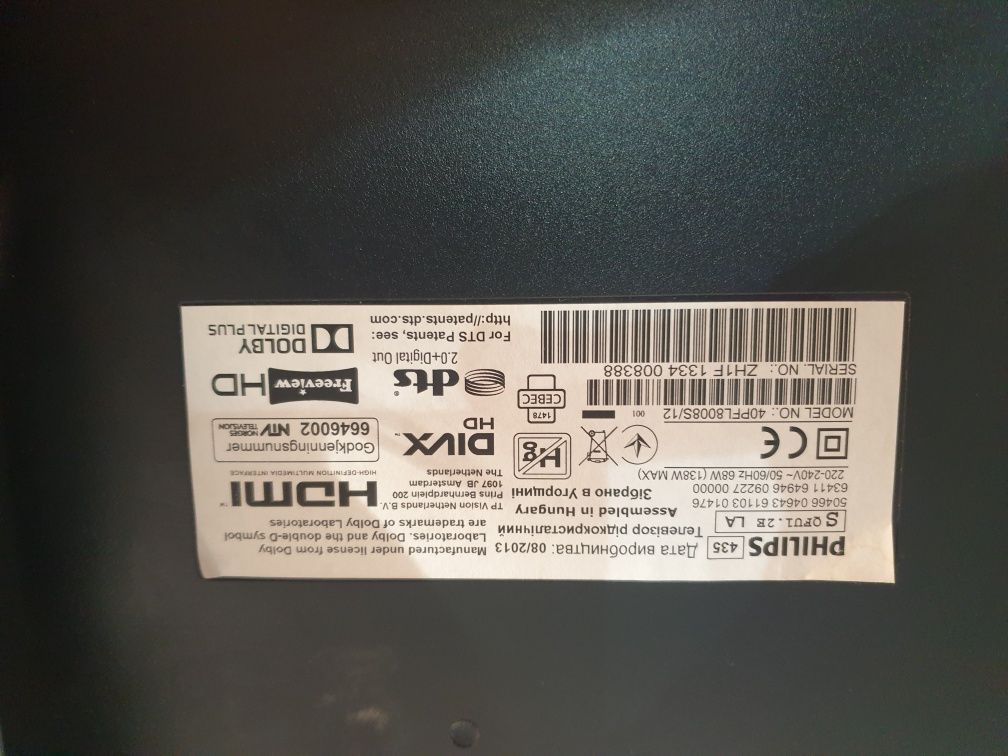 PHILIPS 435
S QFU1.2E LA
50466 04643 61103 01476
63411 64946 09227 00000
220-240V~ 50/60Hz 68W (138W MAX)
CE
MODEL NO.: 40PFL8008S/12
001
SERIAL. NO.: ZH1F 1334 008388
Дата виробництва: 08/2013
Телевізор рідкокристалічний
Assembled in Hungary
Зібрано в Угорщині
Hg
1478
CEBEC
TP Vision Netherlands B.V.
Prins Bernhardplein 200
1097 JB Amsterdam
The Netherlands
DIVX™
HD
dts
2.0+Digital Out
For DTS Patents, see:
http://patents.dts.com
Manufactured under license from Dolby
Laboratories. Dolby and the double-D symbol
are trademarks of Dolby Laboratories
HDMI™
HIGH-DEFINITION MULTIMEDIA INTERFACE
Godkjenningsnummer
6646002 NTV NORGES TELEVISION
Freeview HD
DOLBY
DIGITAL PLUS